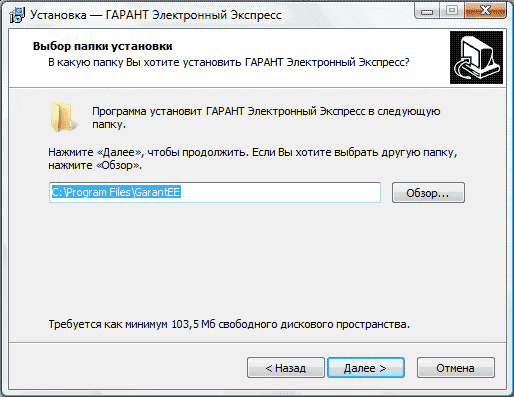 Установка — ГАРАНТ Электронный Экспресс
Выбор папки установки
В какую папку Вы хотите установить ГАРАНТ Электронный Экспресс?
Программа установит ГАРАНТ Электронный Экспресс в следующую
папку.
Нажмите «Далее», чтобы продолжить. Если Вы хотите выбрать другую папку,
нажмите «Обзор».
C:\Program Files\GarantEE
Обзор...
Требуется как минимум 103,5 Мб свободного дискового пространства.
< Назад
Далее >
Отмена